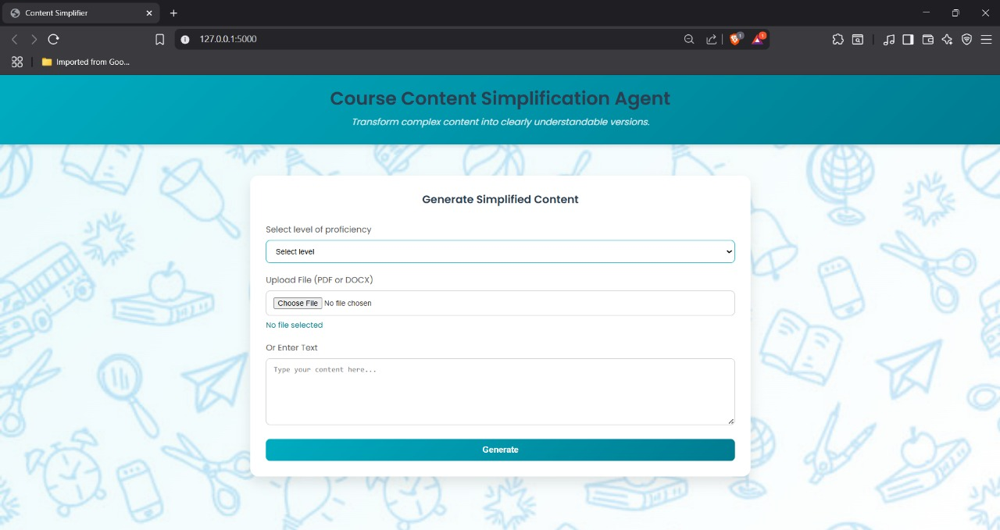 Content Simplifier
127.0.0.1:5000
1
1
Imported from Goo...
Course Content Simplification Agent
Transform complex content into clearly understandable versions.
Generate Simplified Content
Select level of proficiency
Select level
Upload File (PDF or DOCX)
Choose File No file chosen
No file selected
Or Enter Text
Type your content here...
Generate